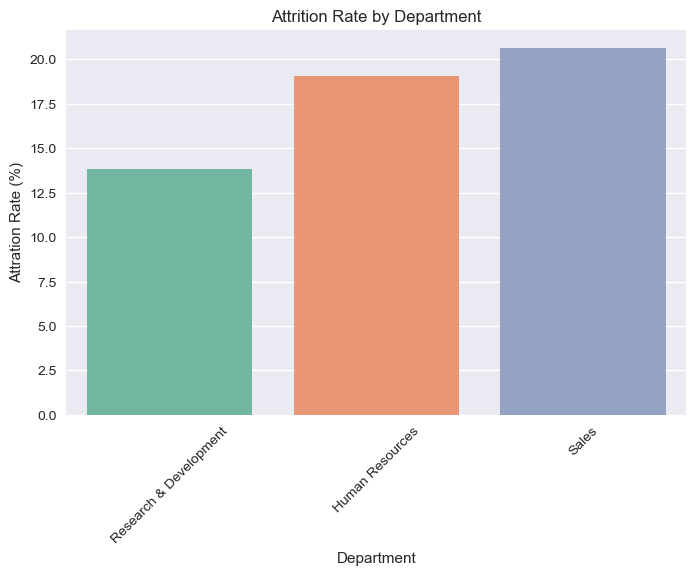 Attrition Rate by Department
Attration Rate (%)
20.0
17.5
15.0
12.5
10.0
7.5
5.0
2.5
0.0
Research & Development
Human Resources
Sales
Department